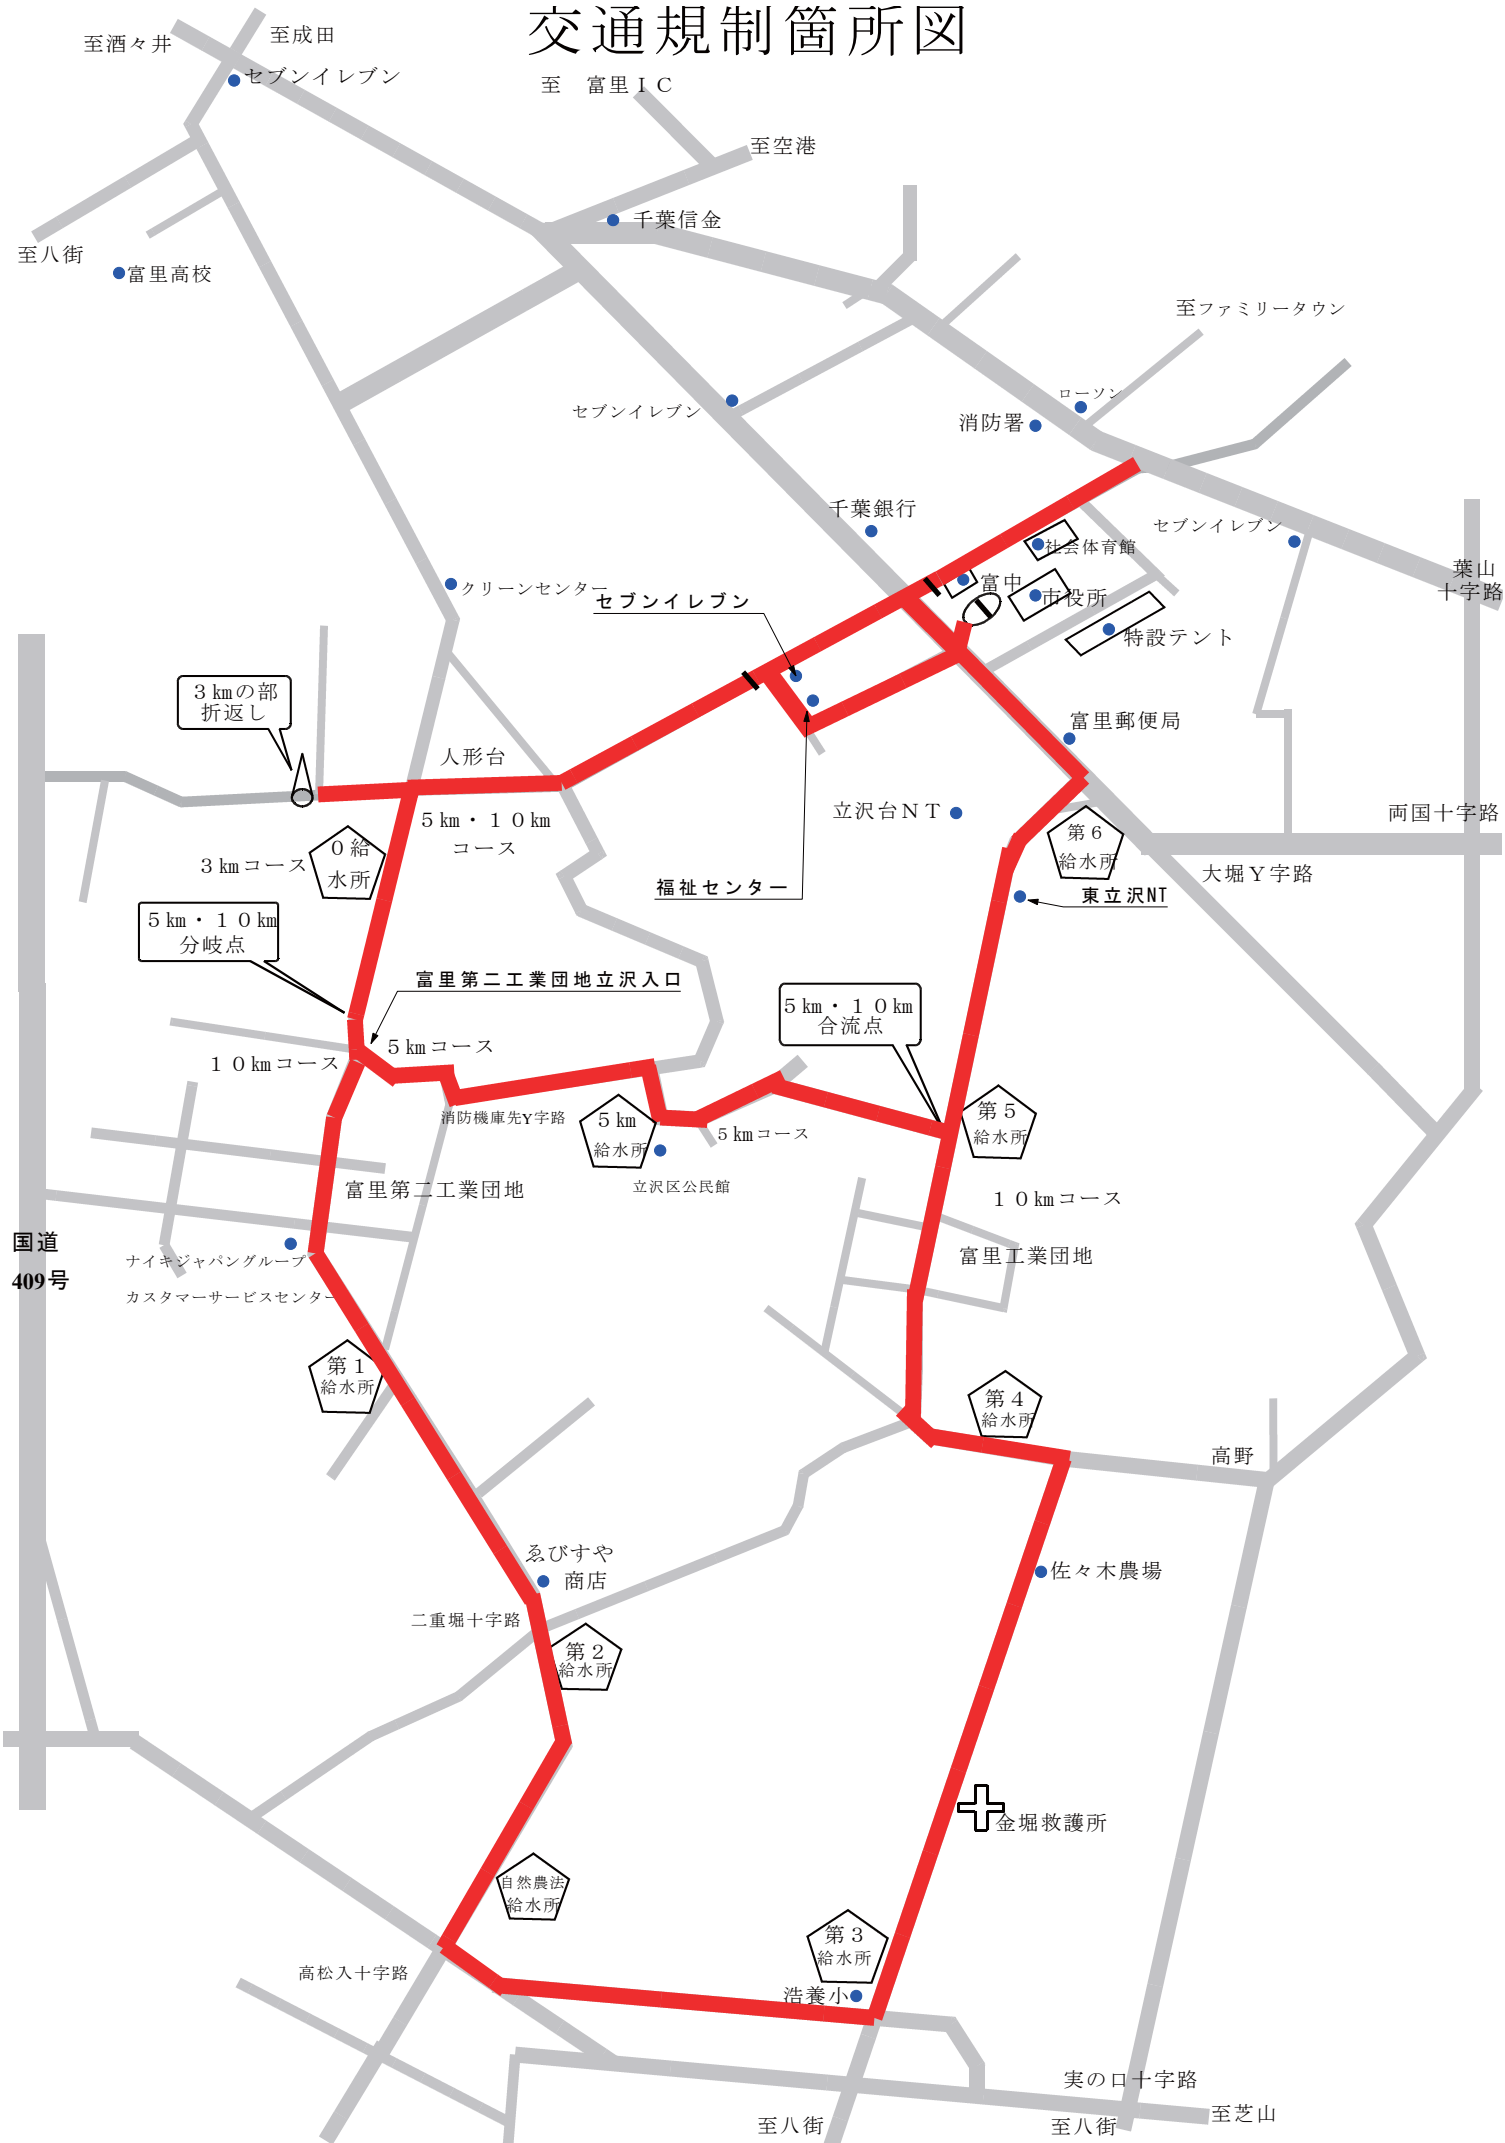 交通規制箇所図
至酒々井
至成田
セブンイレブン
至　富里ＩＣ
至空港
千葉信金
至八街
富里高校
至ファミリータウン
ローソン
セブンイレブン
消防署
千葉銀行
セブンイレブン
社会体育館
葉山
十字路
クリーンセンター
セブンイレブン
富中
市役所
特設テント
３㎞の部
折返し
富里郵便局
人形台
５㎞・１０㎞
コース
立沢台ＮＴ
両国十字路
第６
給水所
０給
水所
３㎞コース
大堀Ｙ字路
福祉センター
東立沢NT
５㎞・１０㎞
分岐点
富里第二工業団地立沢入口
５㎞・１０㎞
合流点
５㎞コース
１０㎞コース
消防機庫先Y字路
５㎞
給水所
５㎞コース
第５
給水所
立沢区公民館
富里第二工業団地
１０㎞コース
国道
409号
ナイキジャパングループ
カスタマーサービスセンター
富里工業団地
第１
給水所
第４
給水所
高野
ゑびすや
商店
佐々木農場
二重堀十字路
第２
給水所
金堀救護所
自然農法
給水所
第３
給水所
高松入十字路
浩養小
実の口十字路
至八街
至八街
至芝山